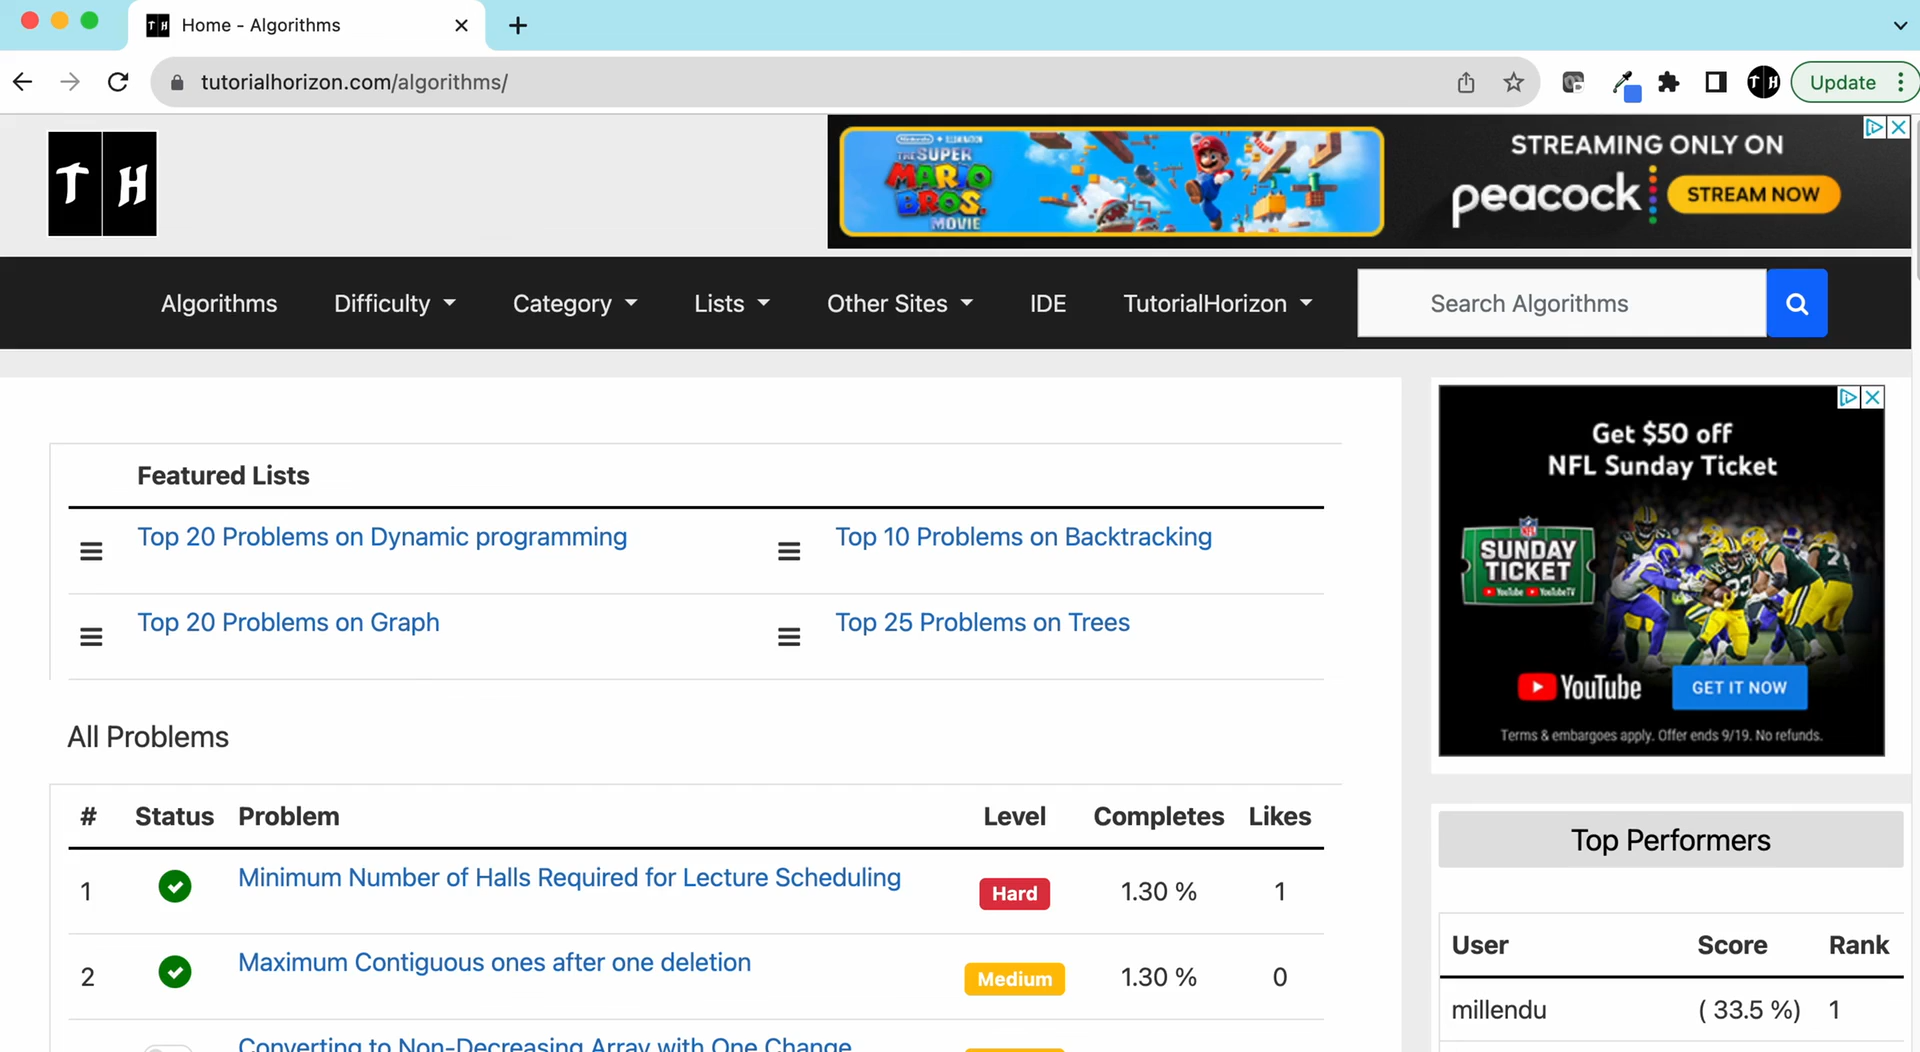 TH Home - Algorithms
tutorialhorizon.com/algorithms/
TH Update
T H
Nintendo + ILLUMINATION
THE SUPER
MARIO
BROS.
MOVIE
STREAMING ONLY ON
peacock STREAM NOW
Algorithms Difficulty Category Lists Other Sites IDE TutorialHorizon Search Algorithms
Featured Lists
Top 20 Problems on Dynamic programming Top 10 Problems on Backtracking
Top 20 Problems on Graph Top 25 Problems on Trees
All Problems
# Status Problem Level Completes Likes
1 Minimum Number of Halls Required for Lecture Scheduling Hard 1.30 % 1
2 Maximum Contiguous ones after one deletion Medium 1.30 % 0
Converting to Non-Decreasing Array with One Change
Get $50 off
NFL Sunday Ticket
NFL
SUNDAY
TICKET
YouTube YouTubeTV
YouTube GET IT NOW
Terms & embargoes apply. Offer ends 9/19. No refunds.
Top Performers
User Score Rank
millendu ( 33.5 %) 1